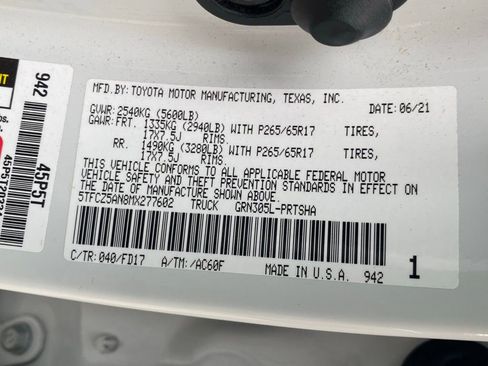 MFD.BY: TOYOTA MOTOR MANUFACTURING, TEXAS, INC. DATE: 06/21
GVWR: 2540KG (5600LB)
GAWR: FRT. 1335KG (2940LB) WITH P265/65R17 TIRES,
17X7.5J RIMS.
RR. 1490KG (3280LB) WITH P265/65R17 TIRES,
17X7.5J RIMS.
THIS VEHICLE CONFORMS TO ALL APPLICABLE FEDERAL MOTOR
VEHICLE SAFETY AND THEFT PREVENTION STANDARDS IN EFFECT
ON THE DATE OF MANUFACTURE SHOWN ABOVE.
5TFCZ5AN8MX277602 TRUCK GRN305L-PRTSHA
C/TR: 040/FD17 A/TM: /AC60F MADE IN U.S.A. 942 1
942
45P5T